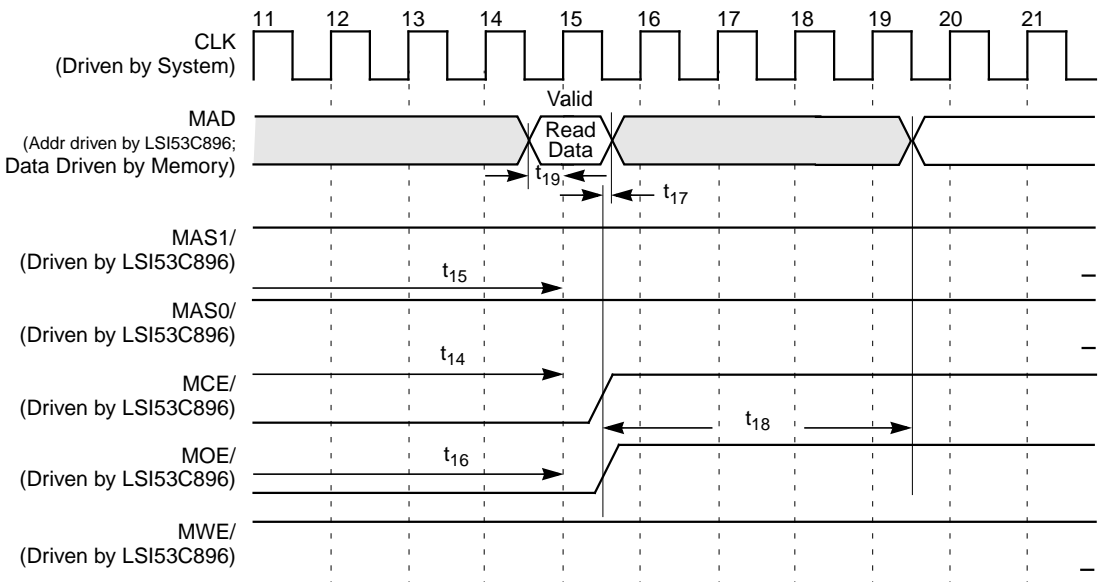 11 12 13 14 15 16 17 18 19 20 21
CLK
(Driven by System)
Valid
MAD
(Addr driven by LSI53C896;
Data Driven by Memory)
Read
Data
t19
t17
MAS1/
(Driven by LSI53C896)
t15
MAS0/
(Driven by LSI53C896)
t14
MCE/
(Driven by LSI53C896)
t18
MOE/
(Driven by LSI53C896)
t16
MWE/
(Driven by LSI53C896)